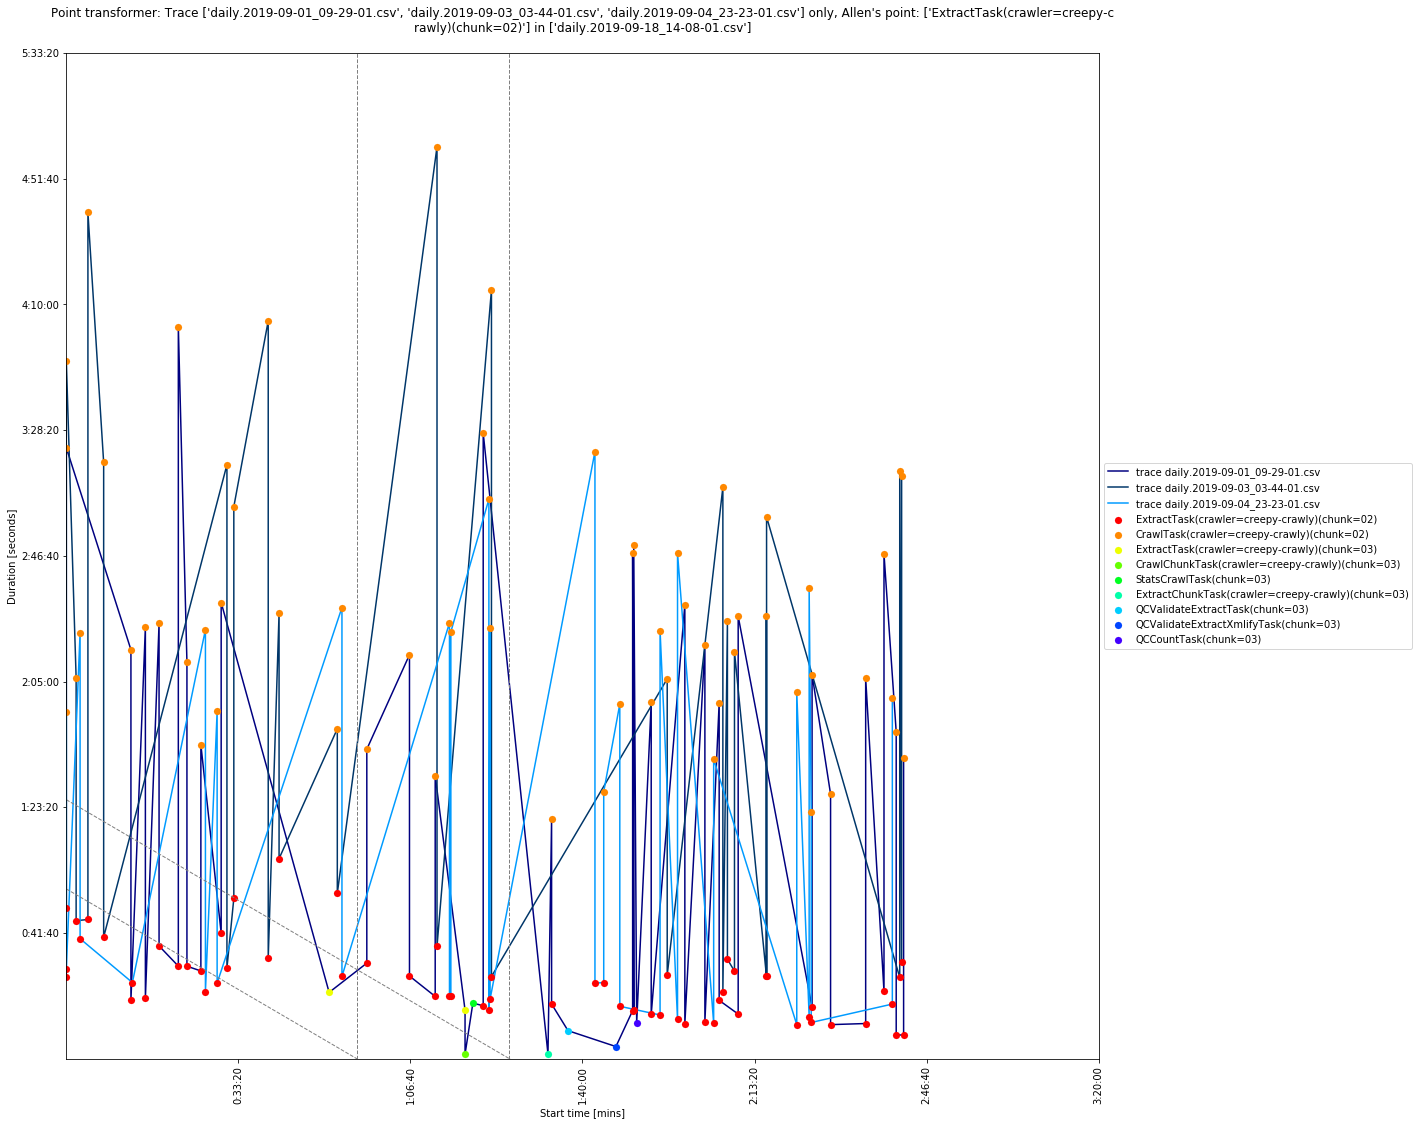 Point transformer: Trace ['daily.2019-09-01_09-29-01.csv', 'daily.2019-09-03_03-44-01.csv', 'daily.2019-09-04_23-23-01.csv'] only, Allen's point: ['ExtractTask(crawler=creepy-c
rawly)(chunk=02)'] in ['daily.2019-09-18_14-08-01.csv']
5:33:20
4:51:40
4:10:00
3:28:20
2:46:40
2:05:00
1:23:20
0:41:40
Duration [seconds]
0:33:20
1:06:40
1:40:00
2:13:20
2:46:40
3:20:00
Start time [mins]
trace daily.2019-09-01_09-29-01.csv
trace daily.2019-09-03_03-44-01.csv
trace daily.2019-09-04_23-23-01.csv
ExtractTask(crawler=creepy-crawly)(chunk=02)
CrawlTask(crawler=creepy-crawly)(chunk=02)
ExtractTask(crawler=creepy-crawly)(chunk=03)
CrawlChunkTask(crawler=creepy-crawly)(chunk=03)
StatsCrawlTask(chunk=03)
ExtractChunkTask(crawler=creepy-crawly)(chunk=03)
QCValidateExtractTask(chunk=03)
QCValidateExtractXmlifyTask(chunk=03)
QCCountTask(chunk=03)